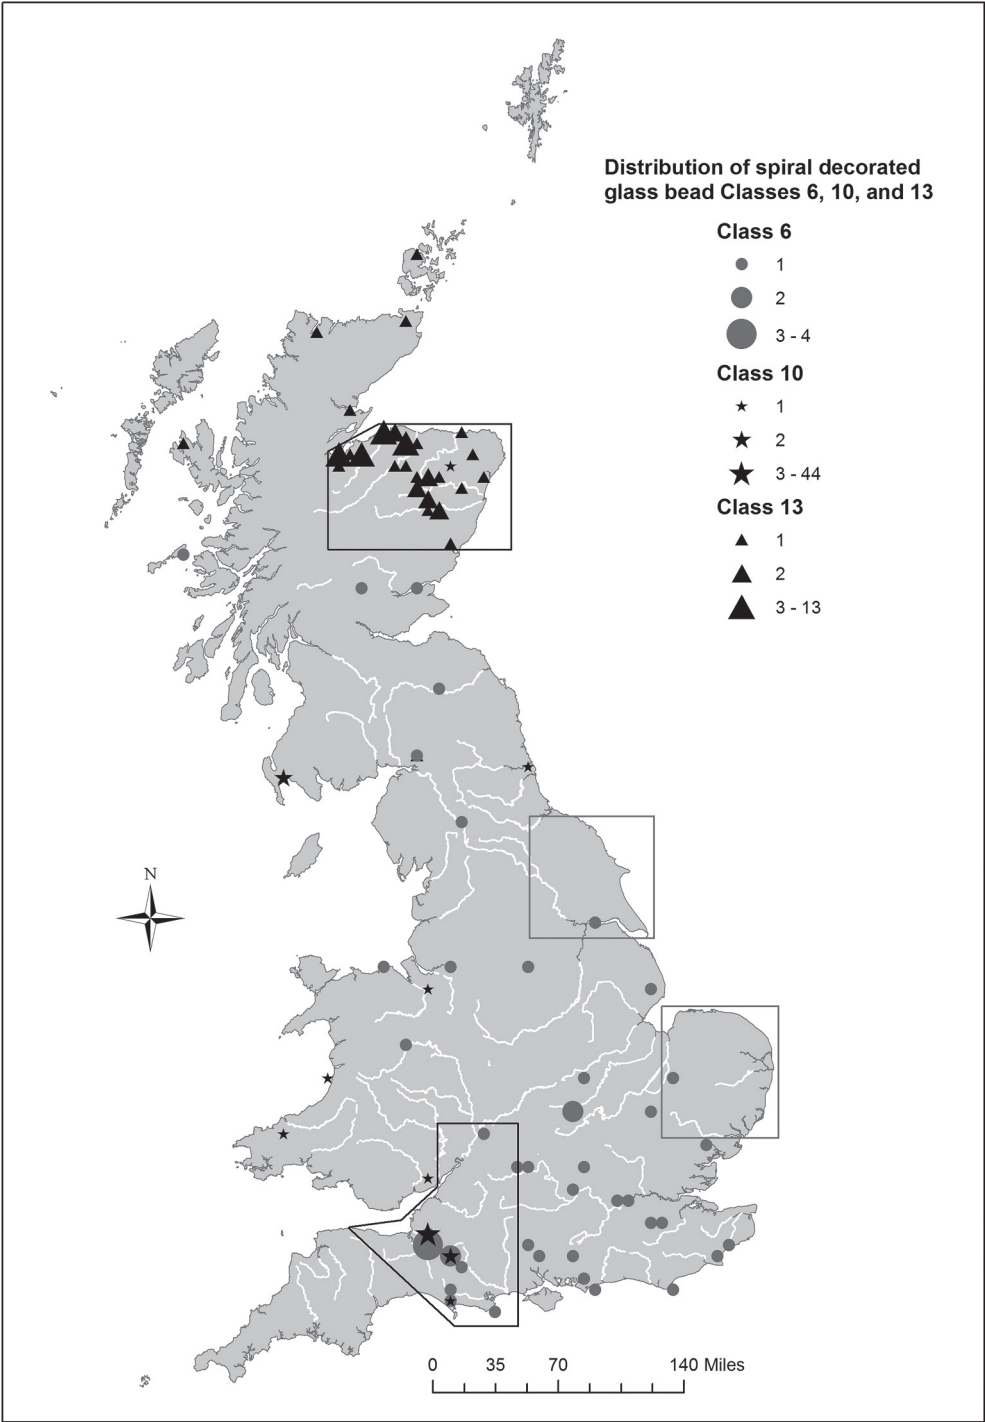 Distribution of spiral decorated
glass bead Classes 6, 10, and 13
Class 6
1
2
3 - 4
Class 10
1
2
3 - 44
Class 13
1
2
3 - 13
N
0 35 70 140 Miles